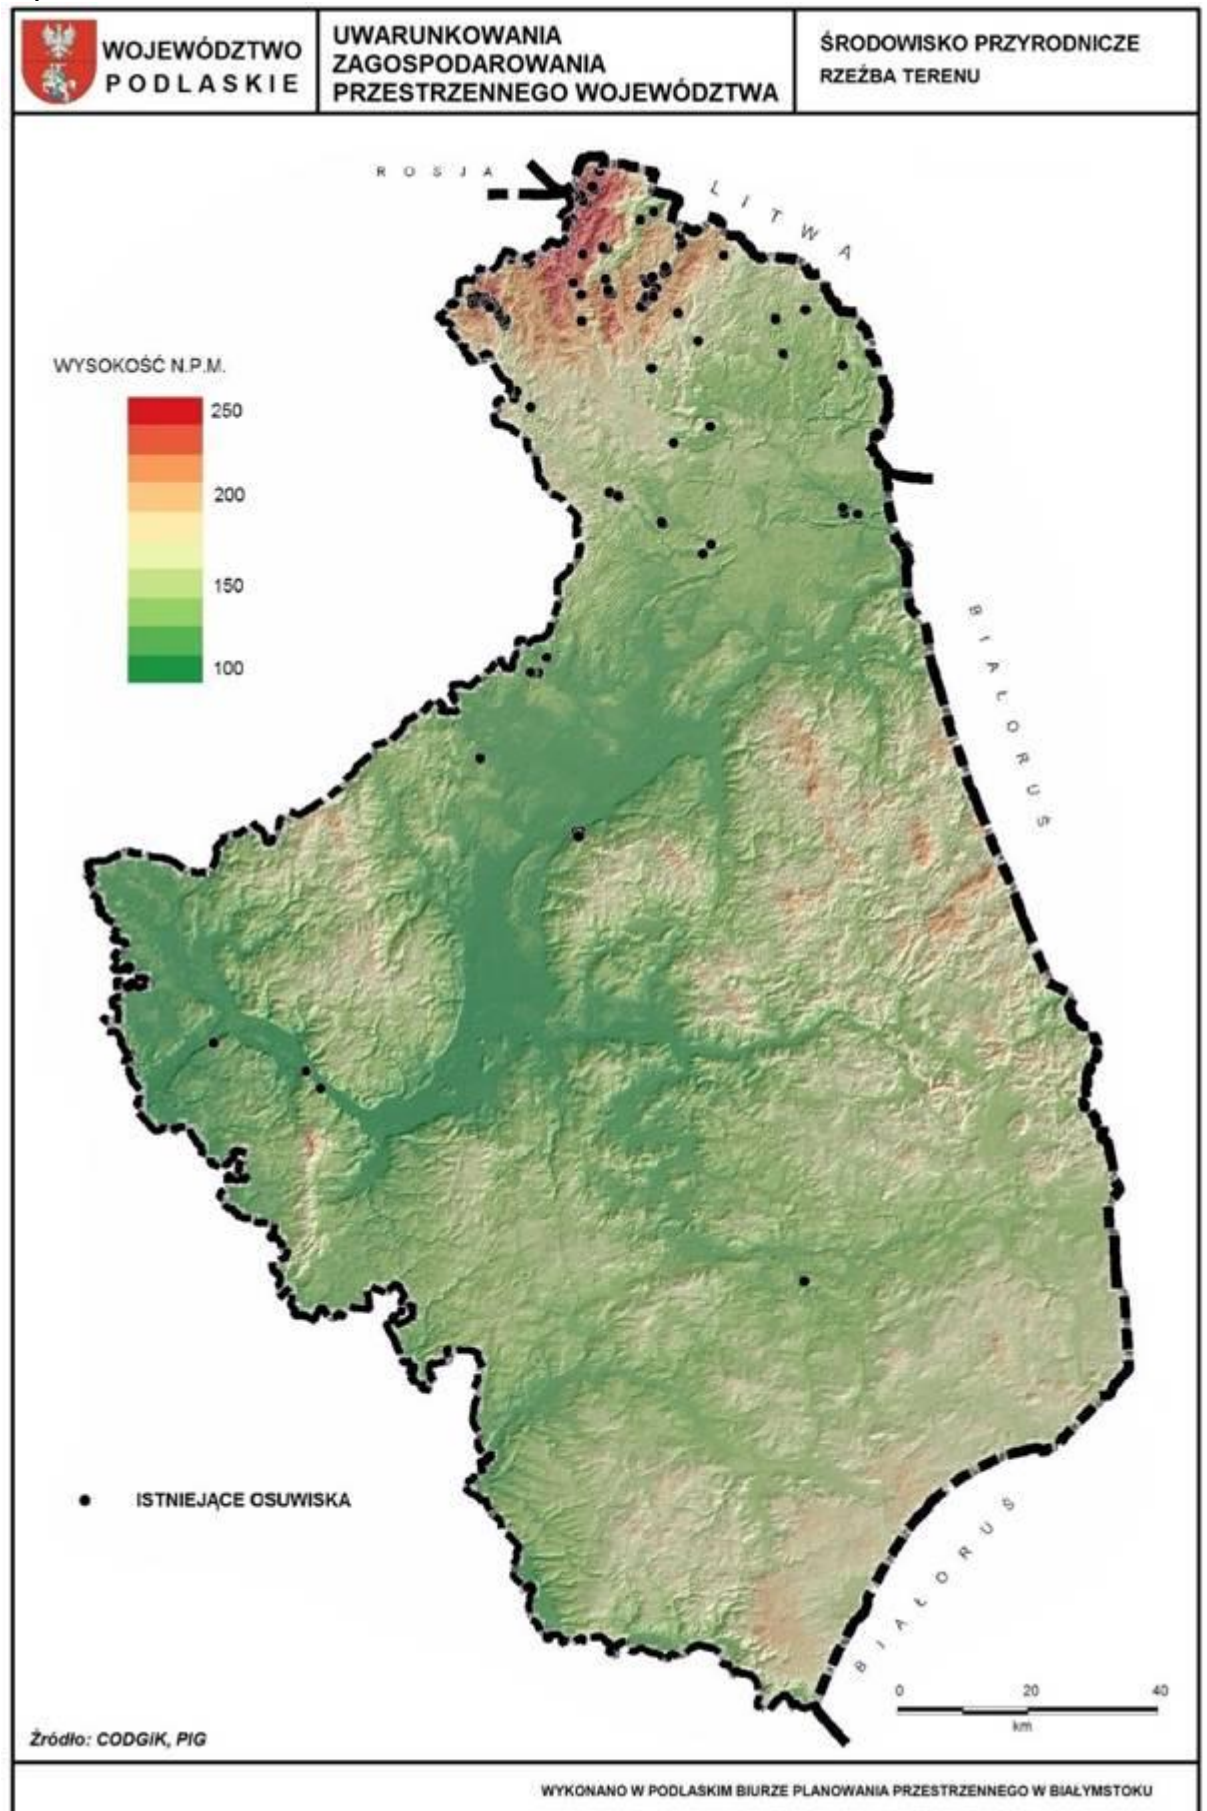 WOJEWÓDZTWO
PODLASKIE
UWARUNKOWANIA
ZAGOSPODAROWANIA
PRZESTRZENNEGO WOJEWÓDZTWA
ŚRODOWISKO PRZYRODNICZE
RZEŹBA TERENU
ROSJA
LITWA
WYSOKOŚĆ N.P.M.
250
200
150
100
BIAŁORUŚ
ISTNIEJĄCE OSUWISKA
BIAŁORUŚ
0 20 40
km
Źródło: CODGiK, PIG
WYKONANO W PODLASKIM BIURZE PLANOWANIA PRZESTRZENNEGO W BIAŁYMSTOKU